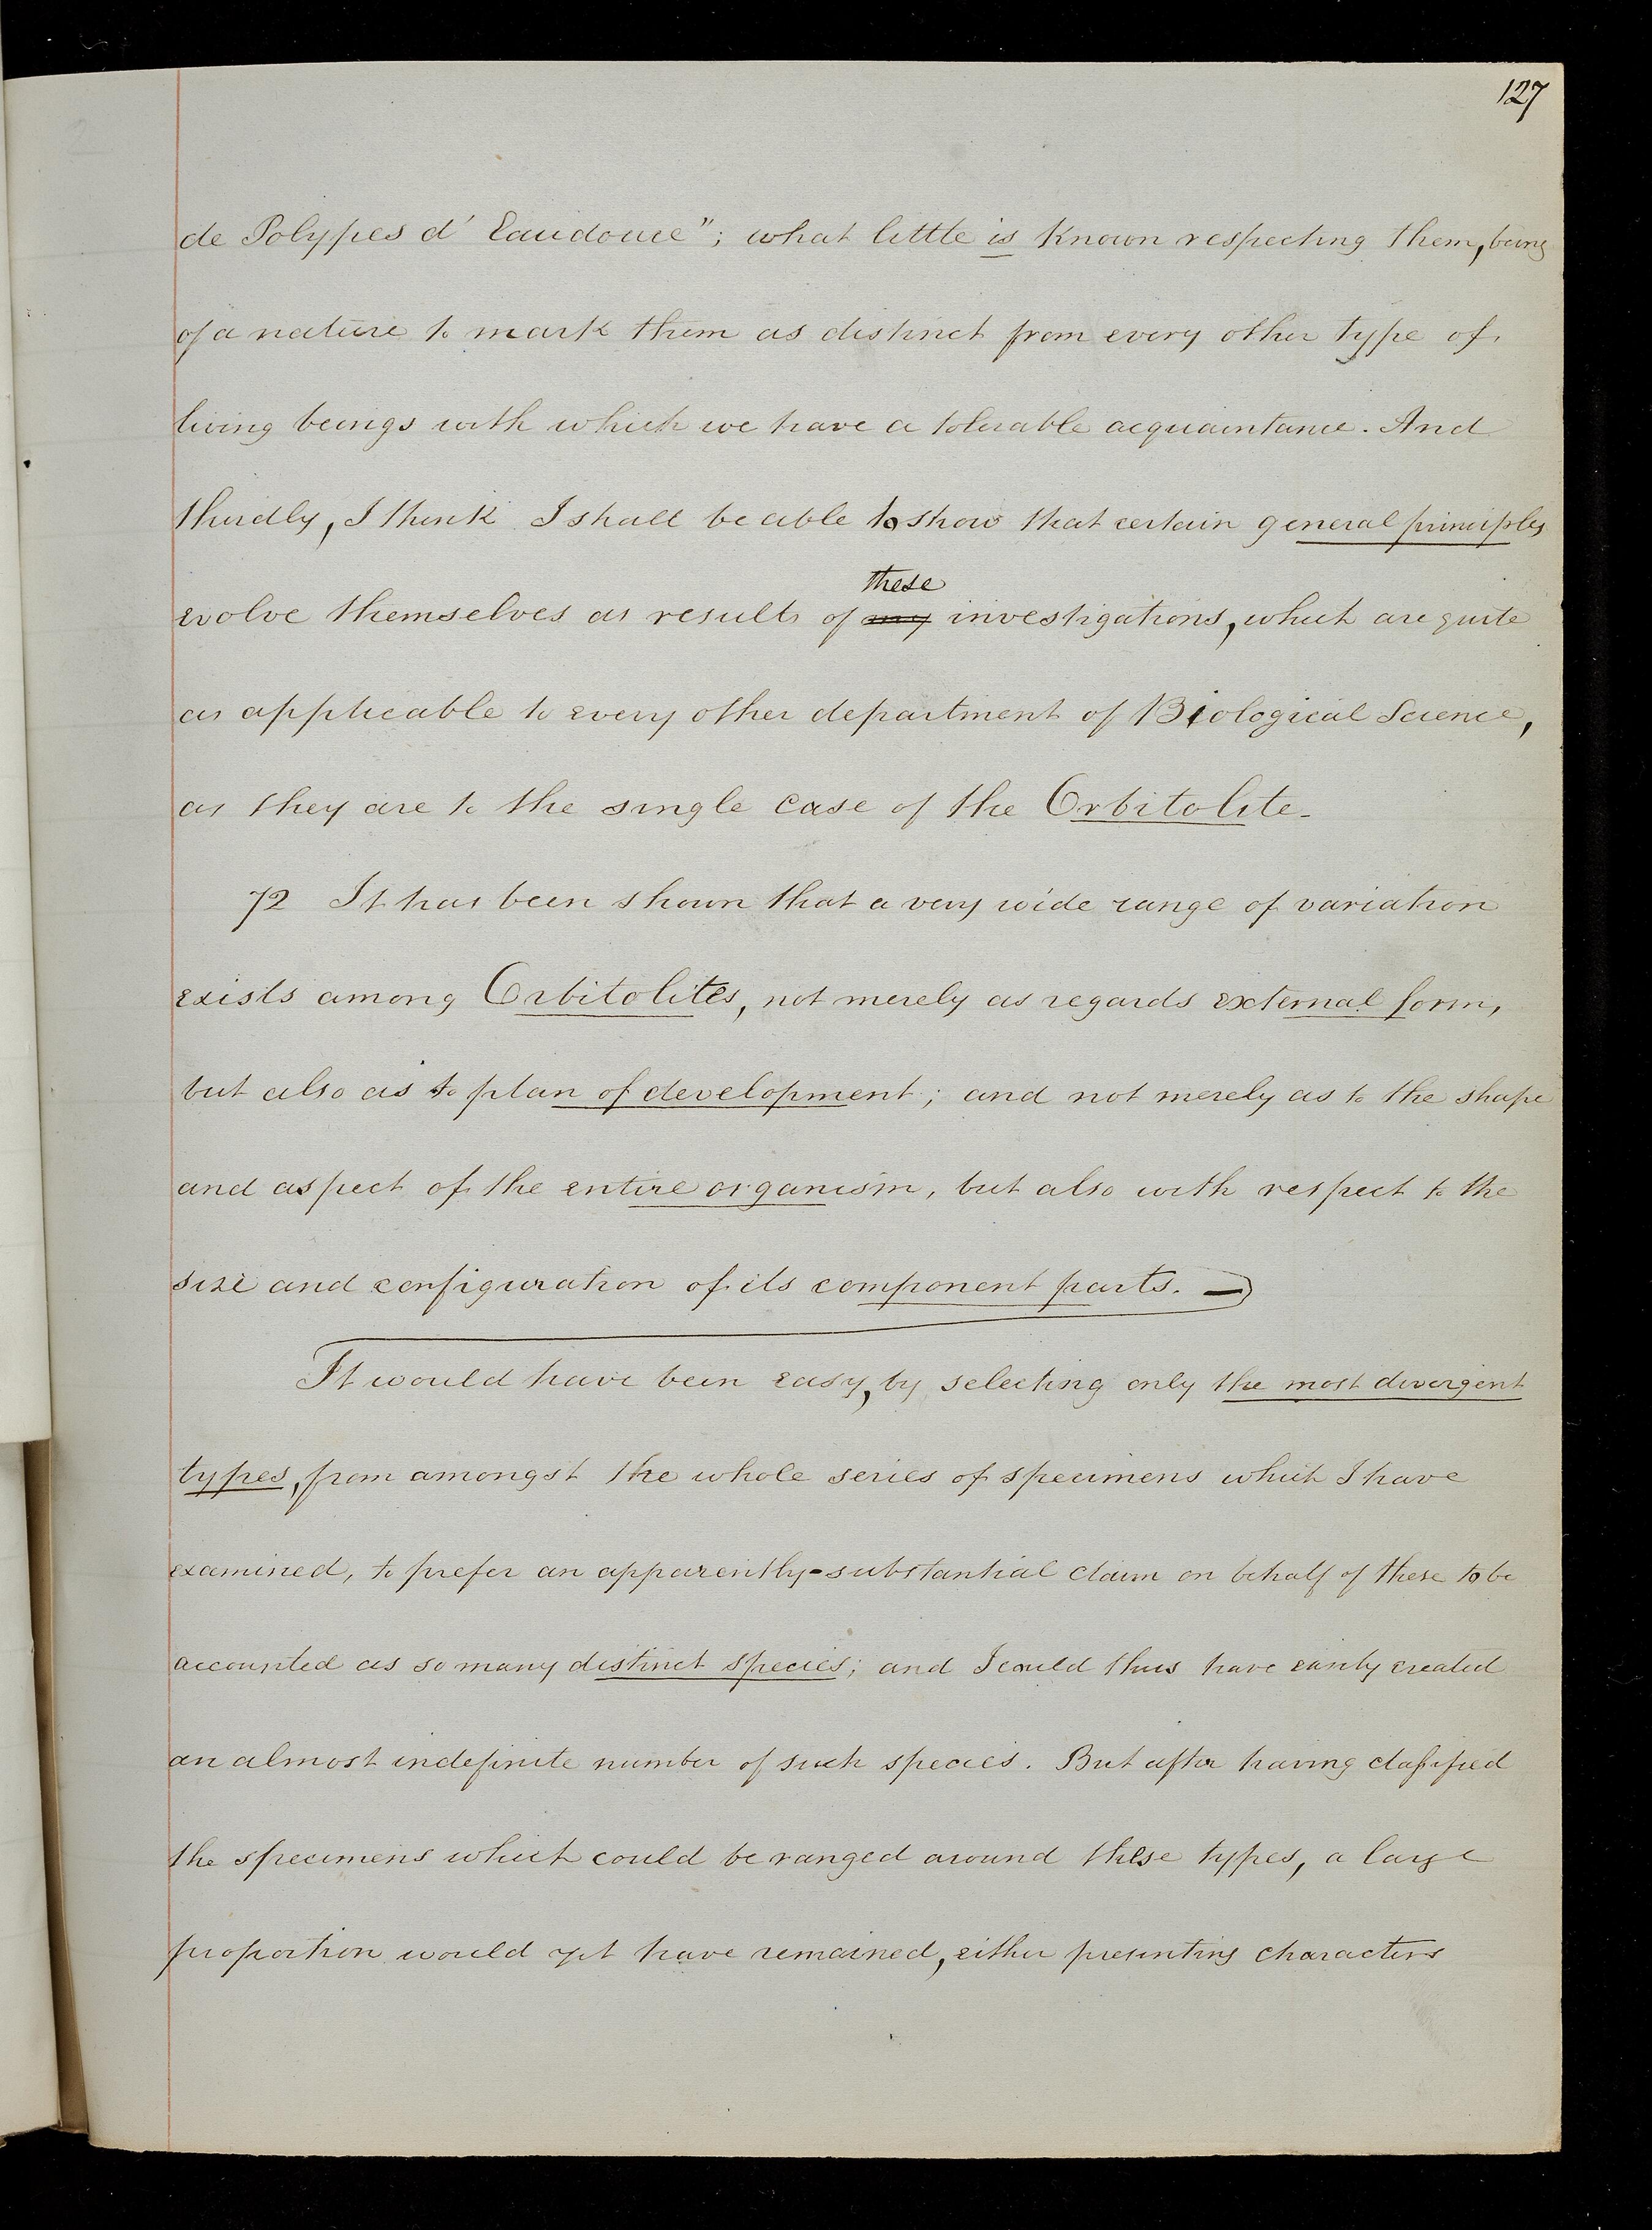 127
de Polypes d' Eaudouce"; what little is known respecting them, being
of a nature to mark them as distinct from every other type of
living beings with which we have a tolerable acquaintance. And
thirdly, I think I shall be able to show that certain general principles
these
evolve themselves as results of any investigations, which are quite
as applicable to every other department of Biological Science,
as they are to the single case of the Orbitolite.
72 It has been shown that a very wide range of variation
exists among Orbitolites, not merely as regards external form,
but also as to plan of development; and not merely as to the shape
and aspect of the entire organism, but also with respect to the
size and configuration of its component parts. —
It would have been easy, by selecting only the most divergent
types, from amongst the whole series of specimens which I have
examined, to prefer an apparently-substantial claim on behalf of these to be
accounted as so many distinct species; and I could thus have easily created
an almost indefinite number of such species. But after having classified
the specimens which could be ranged around these types, a large
proportion would yet have remained, either presenting characters